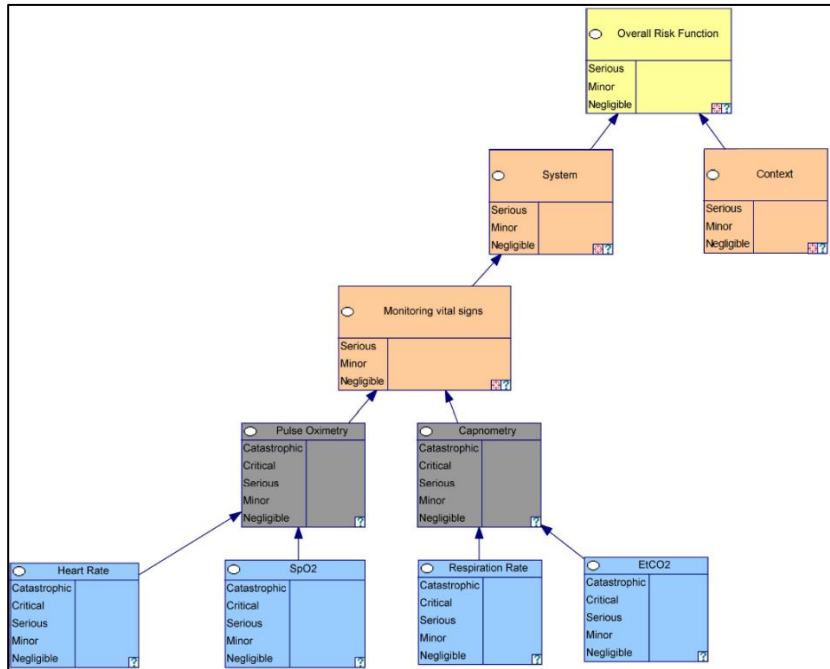 Overall Risk Function
Serious
Minor
Negligible
?
System
Serious
Minor
Negligible
?
Context
Serious
Minor
Negligible
?
Monitoring vital signs
Serious
Minor
Negligible
?
Pulse Oximetry
Catastrophic
Critical
Serious
Minor
Negligible
?
Capnometry
Catastrophic
Critical
Serious
Minor
Negligible
?
Heart Rate
Catastrophic
Critical
Serious
Minor
Negligible
?
SpO2
Catastrophic
Critical
Serious
Minor
Negligible
?
Respiration Rate
Catastrophic
Critical
Serious
Minor
Negligible
?
EtCO2
Catastrophic
Critical
Serious
Minor
Negligible
?